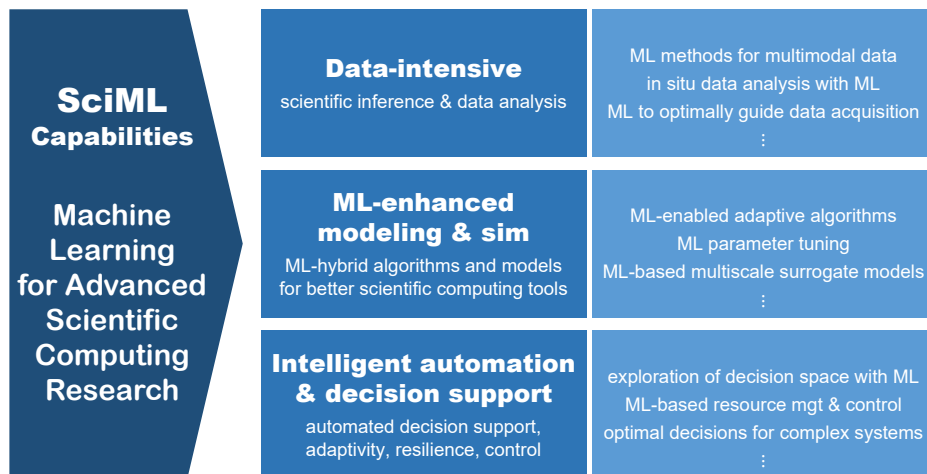 SciML
Capabilities
Machine
Learning
for Advanced
Scientific
Computing
Research
Data-intensive
scientific inference & data analysis
ML methods for multimodal data
in situ data analysis with ML
ML to optimally guide data acquisition
⋮
ML-enhanced
modeling & sim
ML-hybrid algorithms and models
for better scientific computing tools
ML-enabled adaptive algorithms
ML parameter tuning
ML-based multiscale surrogate models
⋮
Intelligent automation
& decision support
automated decision support,
adaptivity, resilience, control
exploration of decision space with ML
ML-based resource mgt & control
optimal decisions for complex systems
⋮